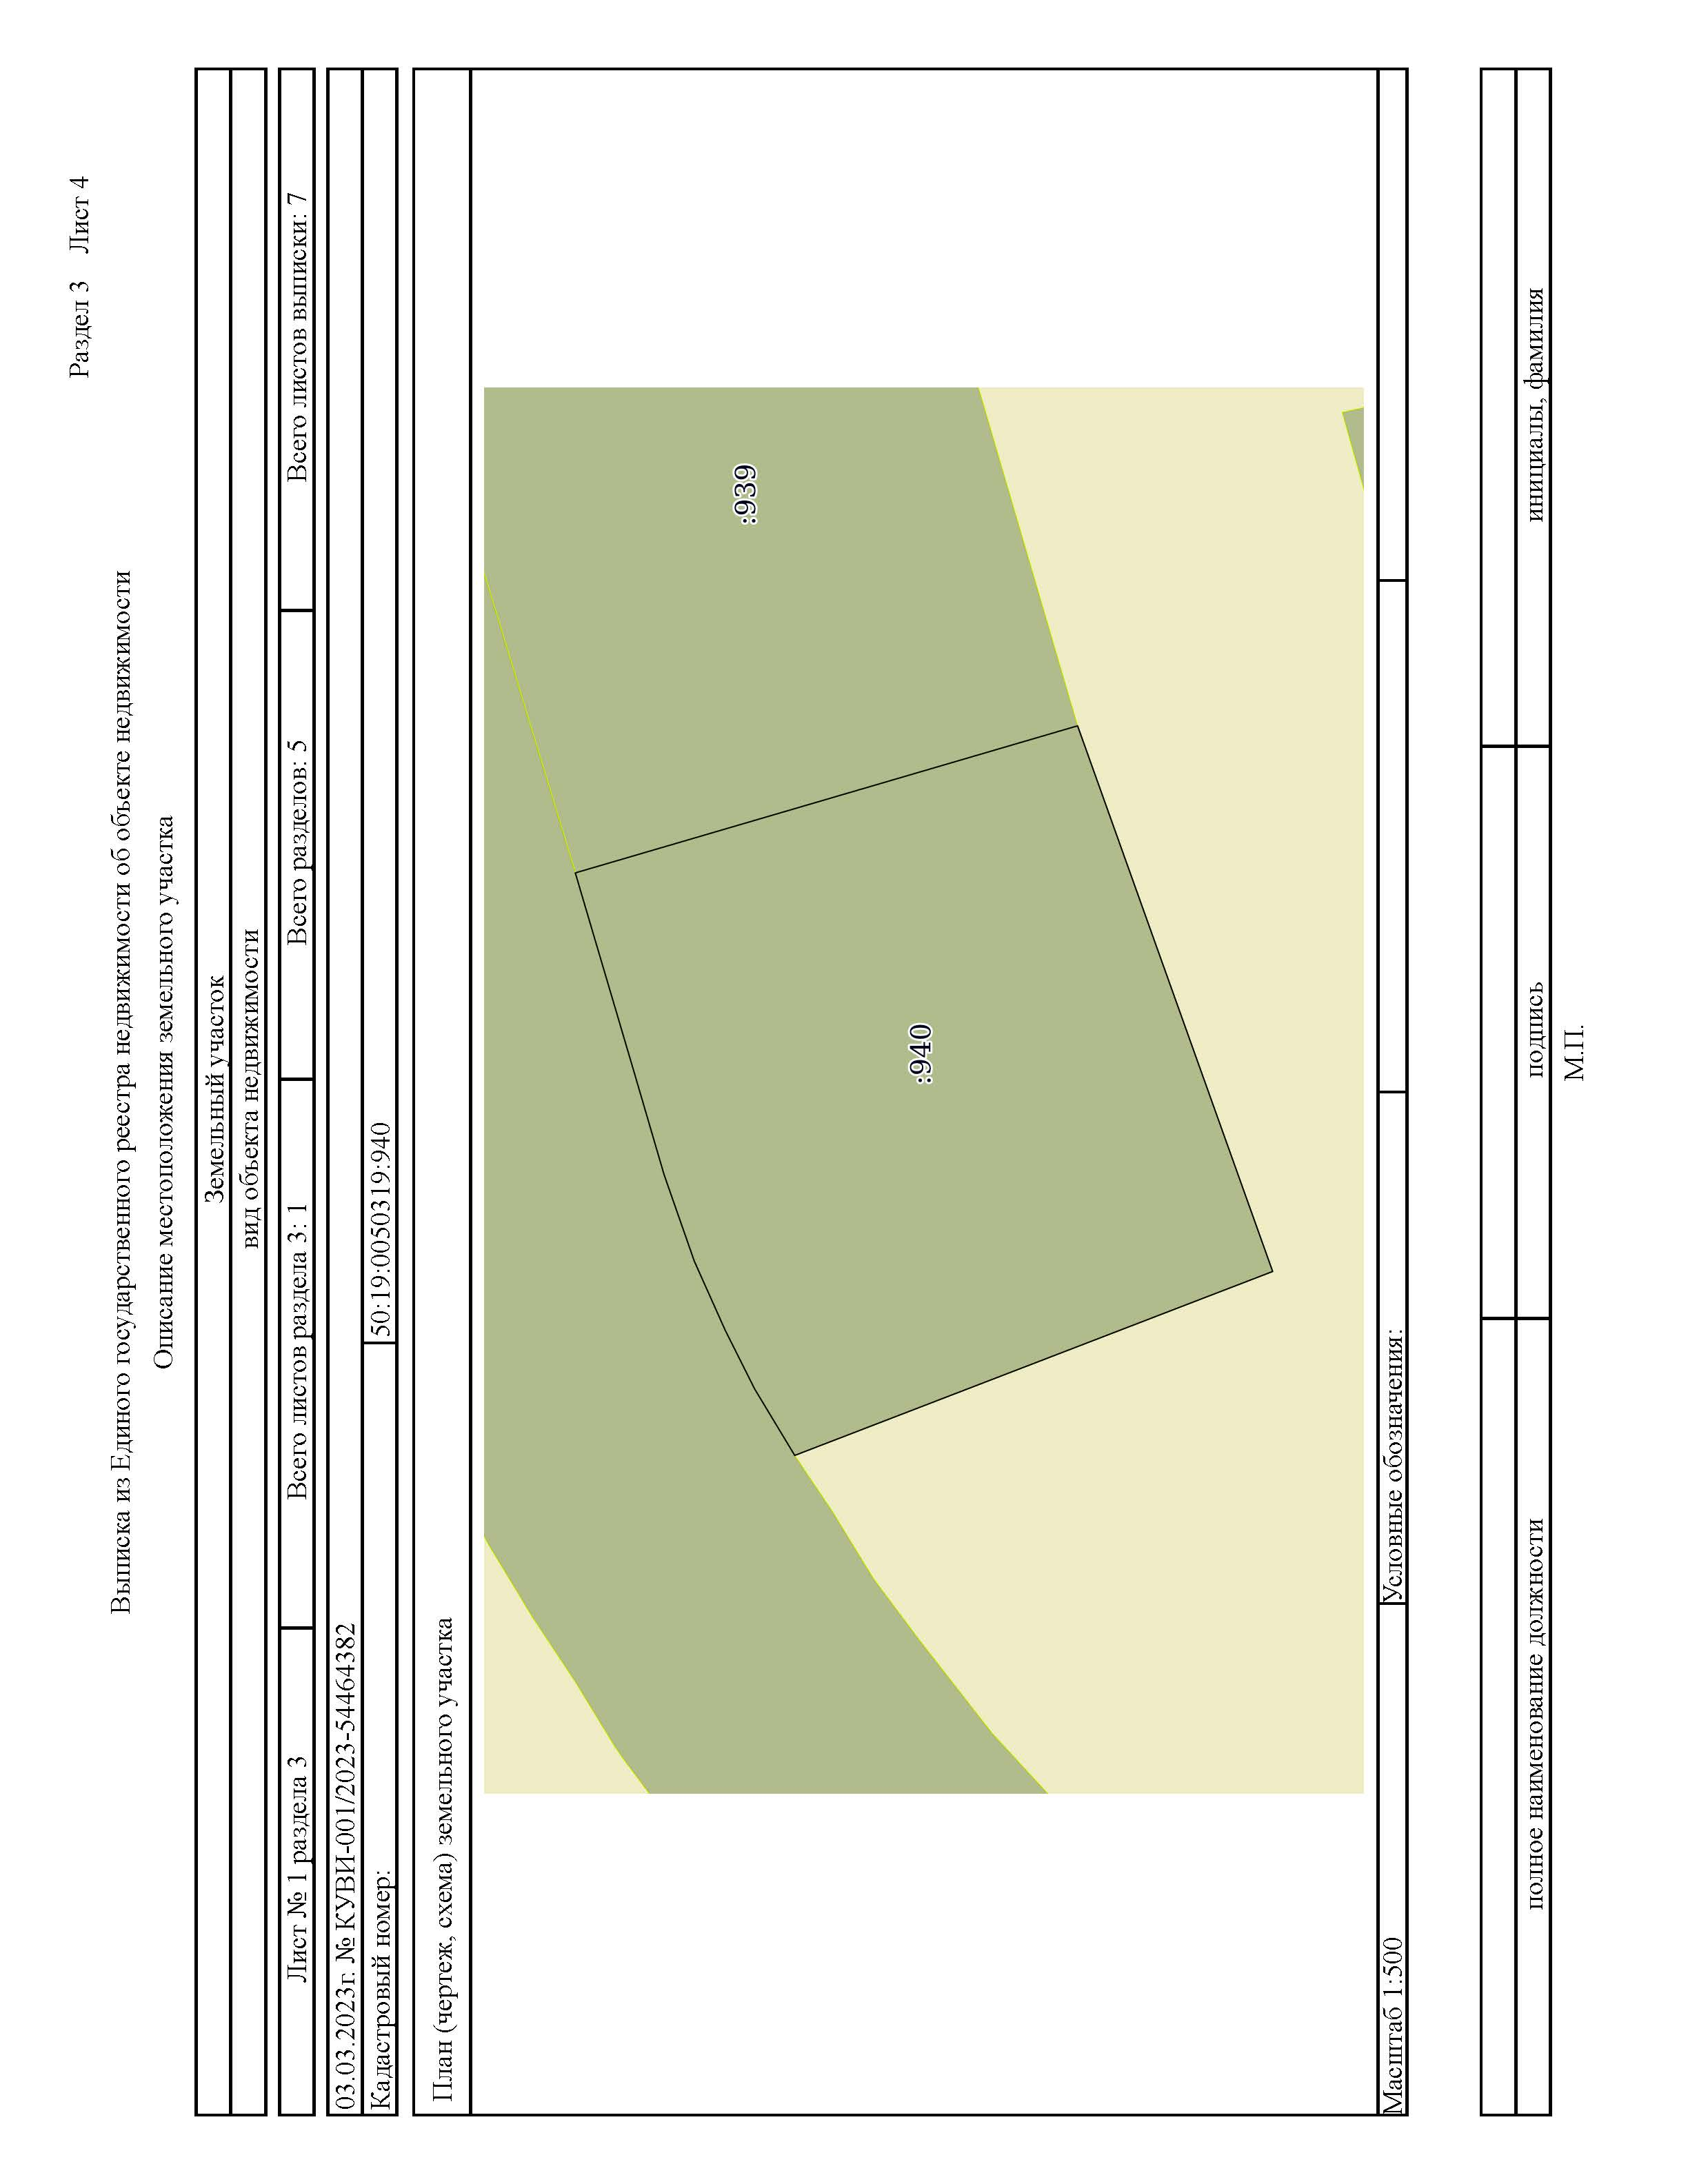 Раздел 3 Лист 4
Выписка из Единого государственного реестра недвижимости об объекте недвижимости
Описание местоположения земельного участка
Земельный участок
вид объекта недвижимости
Лист № 1 раздела 3
Всего листов раздела 3: 1
Всего разделов: 5
Всего листов выписки: 7
03.03.2023г. № КУВИ-001/2023-54464382
Кадастровый номер:
50:19:0050319:940
План (чертеж, схема) земельного участка
:939
:940
Масштаб 1:500
Условные обозначения:
полное наименование должности
подпись
инициалы, фамилия
М.П.